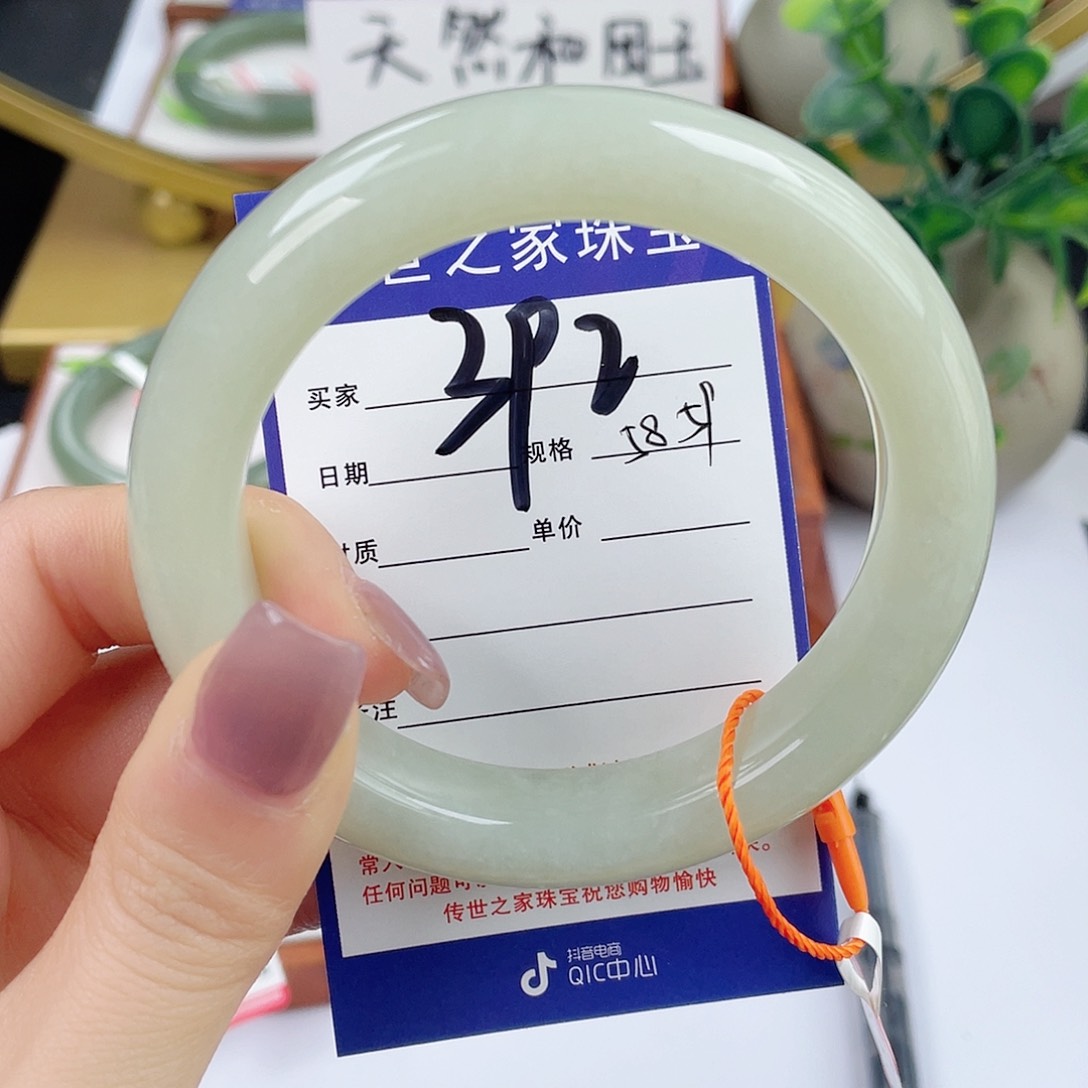 天然和田玉
世之家珠宝
买家
日期
规格 58
质
单价
注
常
任何问题可
传世之家珠宝祝您购物愉快
抖音电商
QIC中心